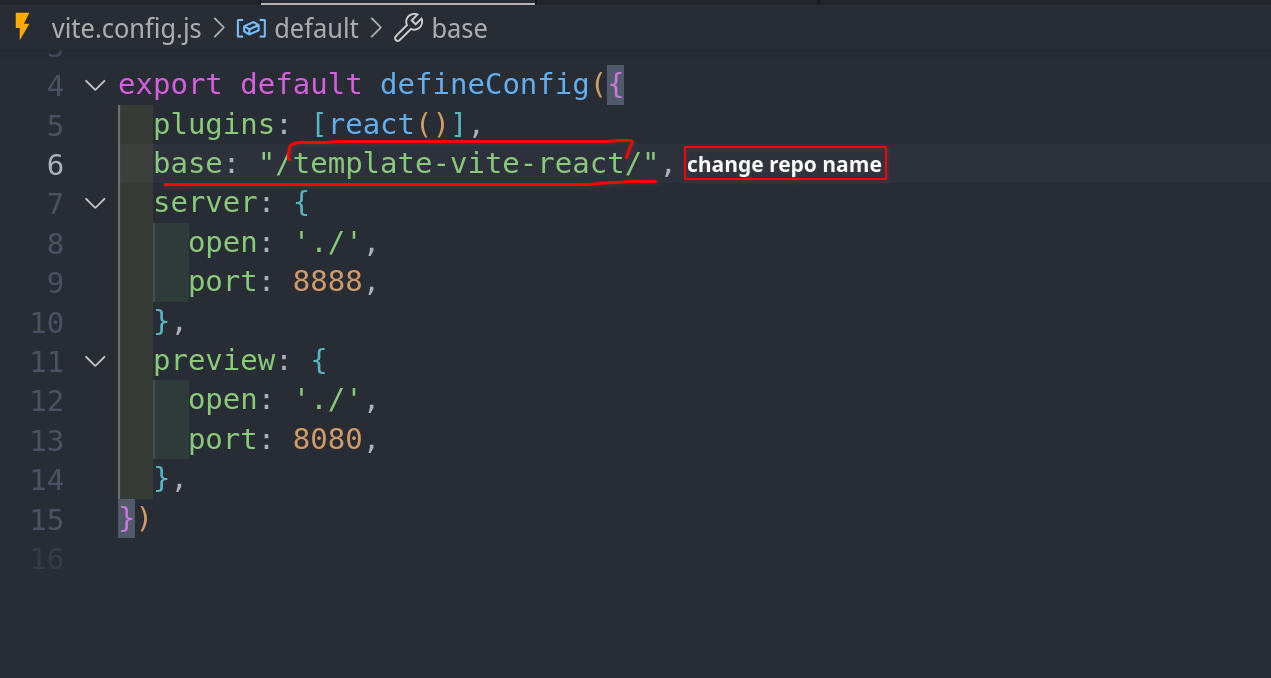 vite.config.js > default > base
3
4 export default defineConfig({
5 plugins: [react()],
6 base: "/template-vite-react/", change repo name
7 server: {
8 open: './',
9 port: 8888,
10 },
11 preview: {
12 open: './',
13 port: 8080,
14 },
15 })
16